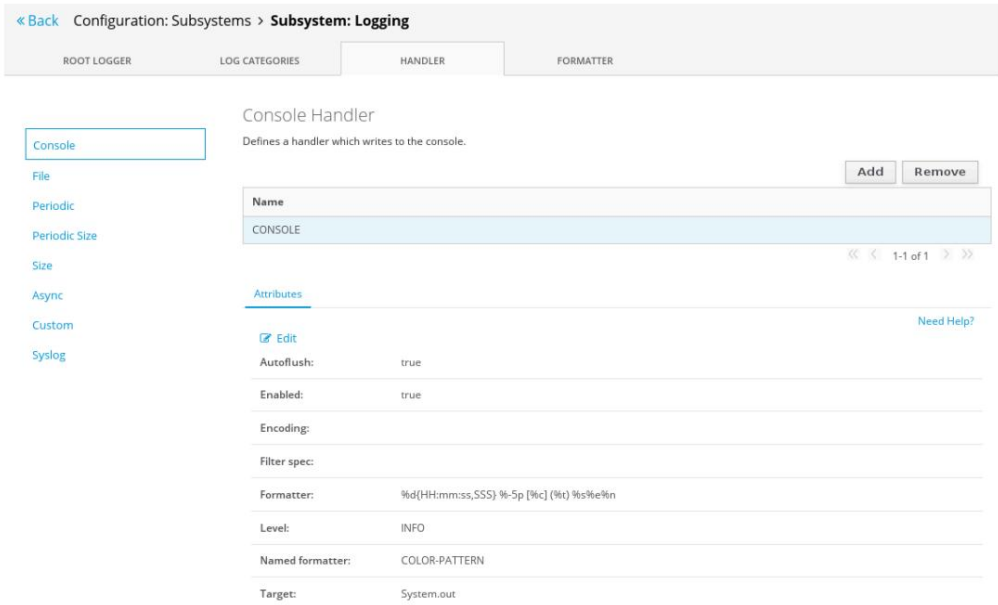 « Back Configuration: Subsystems > Subsystem: Logging
ROOT LOGGER LOG CATEGORIES HANDLER FORMATTER
Console
File
Periodic
Periodic Size
Size
Async
Custom
Syslog
Console Handler
Defines a handler which writes to the console.
Add Remove
Name
CONSOLE
1-1 of 1
Attributes
Need Help?
Edit
Autoflush: true
Enabled: true
Encoding:
Filter spec:
Formatter: %d{HH:mm:ss,SSS} %-5p [%c] (%t) %s%e%n
Level: INFO
Named formatter: COLOR-PATTERN
Target: System.out